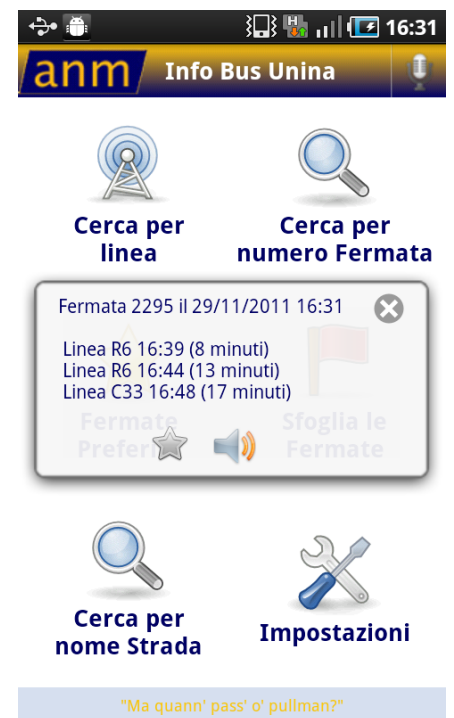 16:31
anm Info Bus Unina
Cerca per
linea
Cerca per
numero Fermata
Fermata 2295 il 29/11/2011 16:31
Linea R6 16:39 (8 minuti)
Linea R6 16:44 (13 minuti)
Linea C33 16:48 (17 minuti)
Fermate
Preferi
Sfoglia le
Fermate
Cerca per
nome Strada
Impostazioni
"Ma quann' pass' o' pullman?"